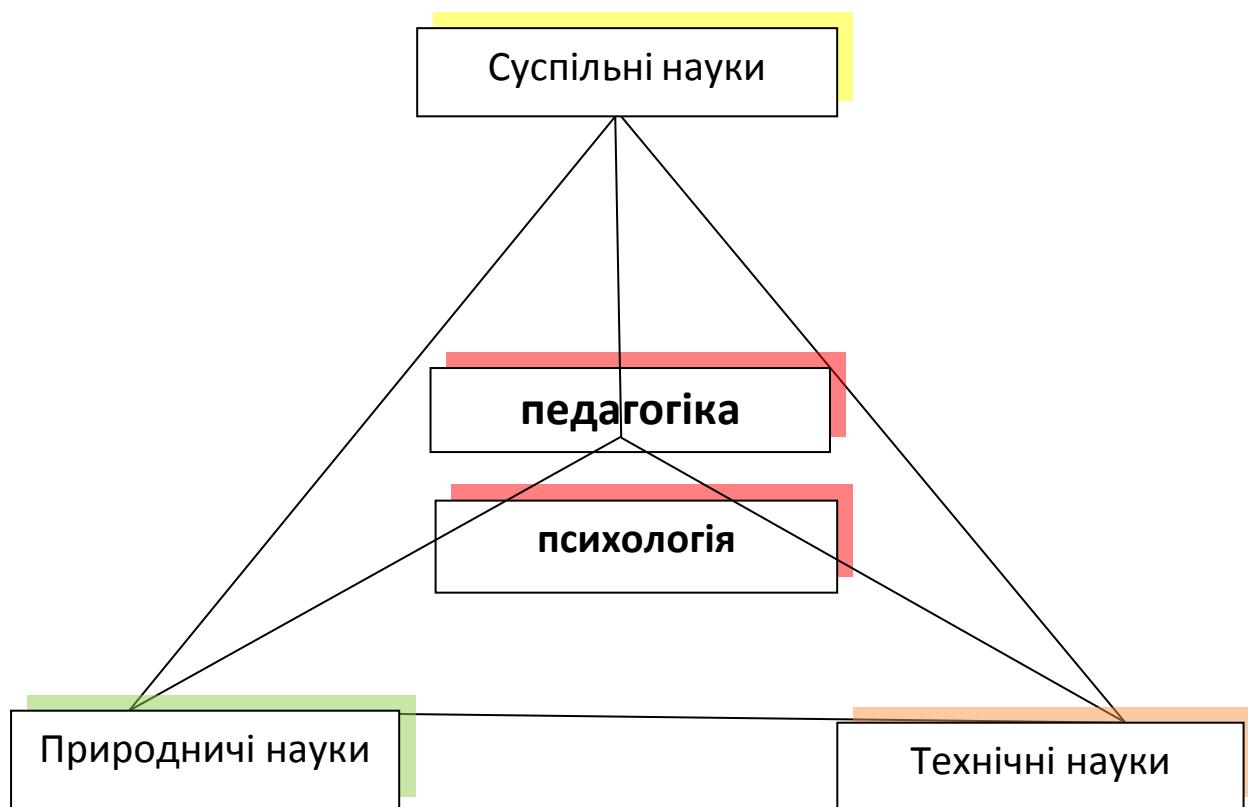 Суспільні науки
педагогіка
психологія
Природничі науки
Технічні науки